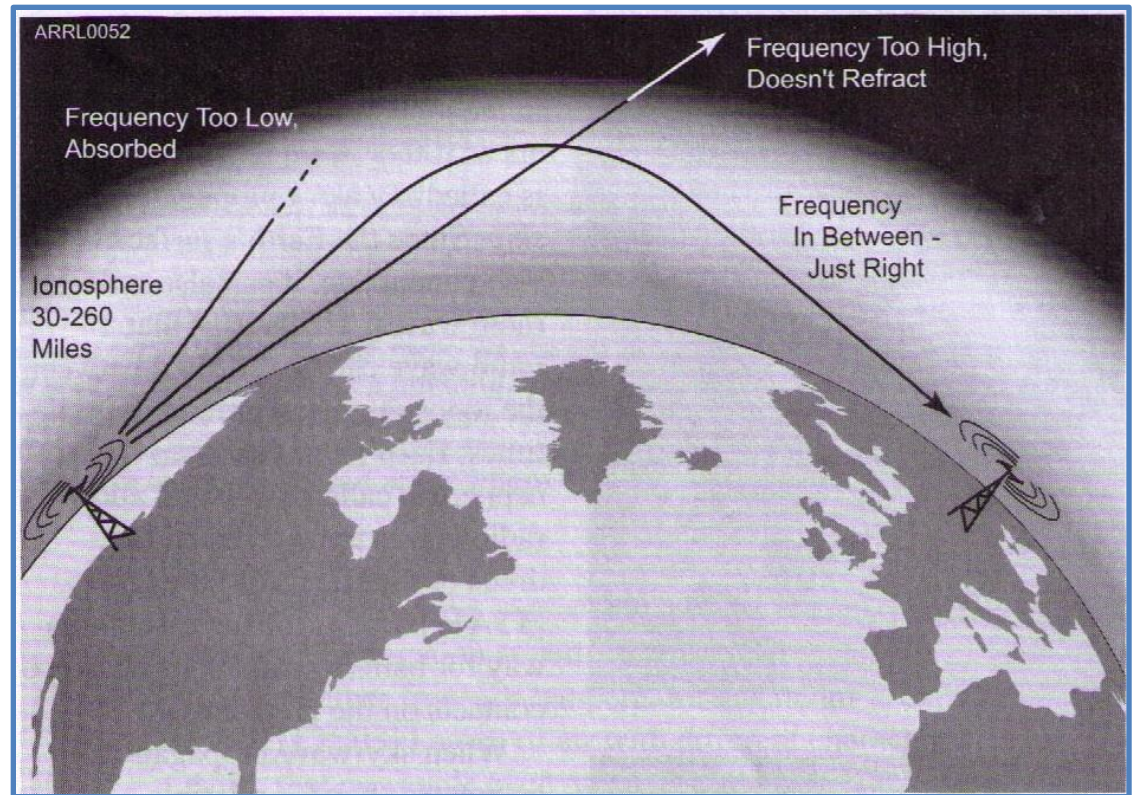 ARRL0052
Frequency Too High,
Doesn't Refract
Frequency Too Low,
Absorbed
Frequency
In Between -
Just Right
Ionosphere
30-260
Miles